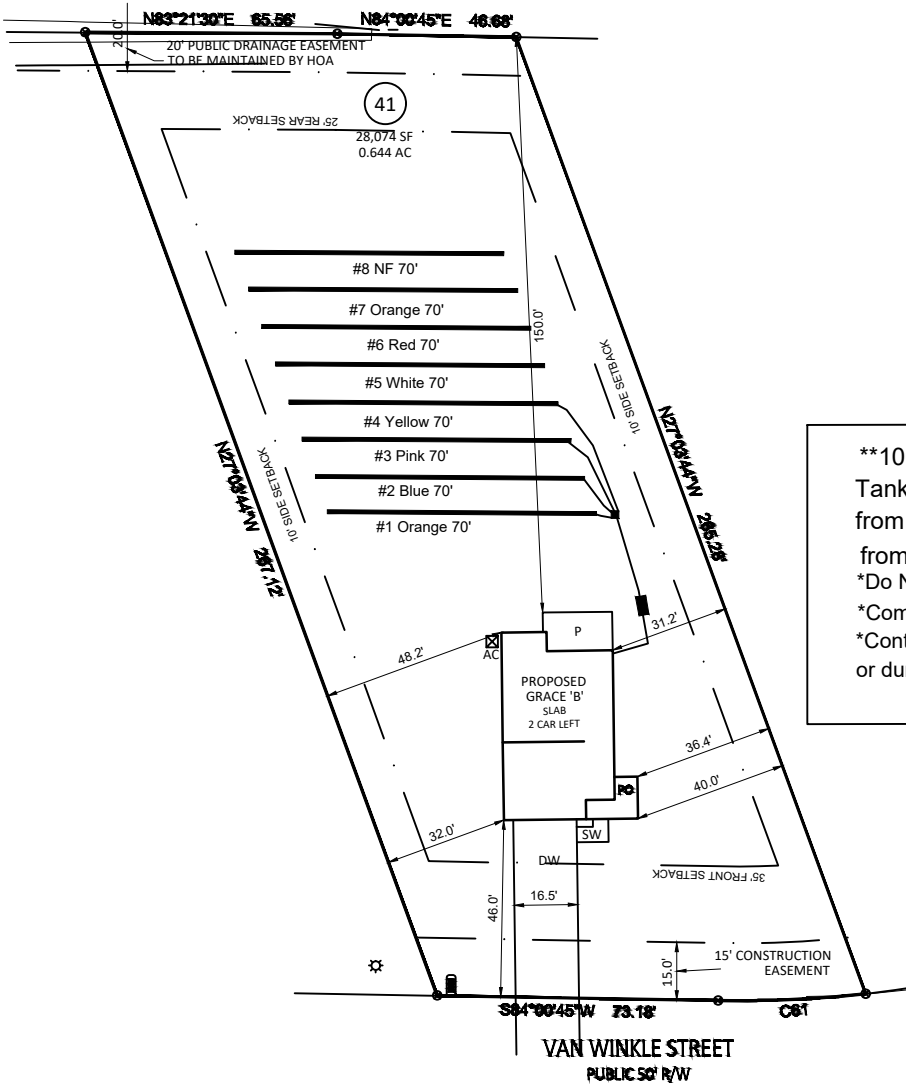 N83°21'30"E 65.56'
N84°00'45"E 46.68'
20.0'
20' PUBLIC DRAINAGE EASEMENT
TO BE MAINTAINED BY HOA
41
28,074 SF
0.644 AC
25' REAR SETBACK
#8 NF 70'
#7 Orange 70'
#6 Red 70'
#5 White 70'
#4 Yellow 70'
#3 Pink 70'
#2 Blue 70'
#1 Orange 70'
150.0'
10' SIDE SETBACK
N27°03'44"W
10' SIDE SETBACK
N27°03'44"W 267.12'
**10
Tank
from
from
*Do N
*Com
*Cont
or du
48.2'
AC
P
31.2'
PROPOSED
GRACE 'B'
SLAB
2 CAR LEFT
36.4'
40.0'
PO
SW
32.0'
DW
35' FRONT SETBACK
46.0'
16.5'
15.0'
15' CONSTRUCTION
EASEMENT
S84°00'45"W 73.18'
C61
VAN WINKLE STREET
PUBLIC 50' R/W